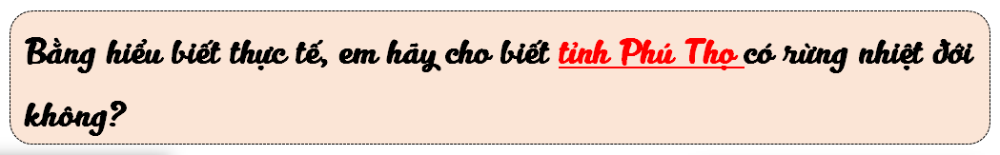 Bằng hiểu biết thực tế, em hãy cho biết tỉnh Phú Thọ có rừng nhiệt đới
không?